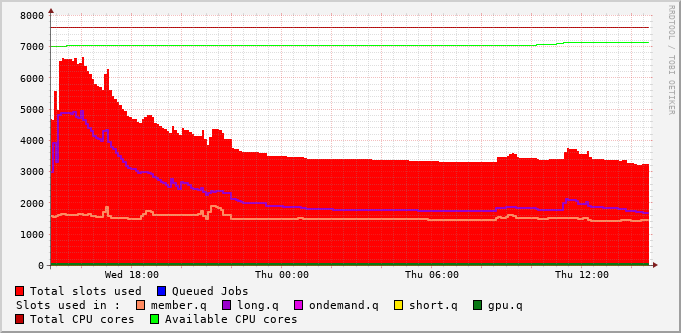 8000
7000
6000
5000
4000
3000
2000
1000
0
Wed 18:00 Thu 00:00 Thu 06:00 Thu 12:00
RRDTOOL / TOBI OETIKER
Total slots used Queued Jobs
Slots used in : member.q long.q ondemand.q short.q gpu.q
Total CPU cores Available CPU cores